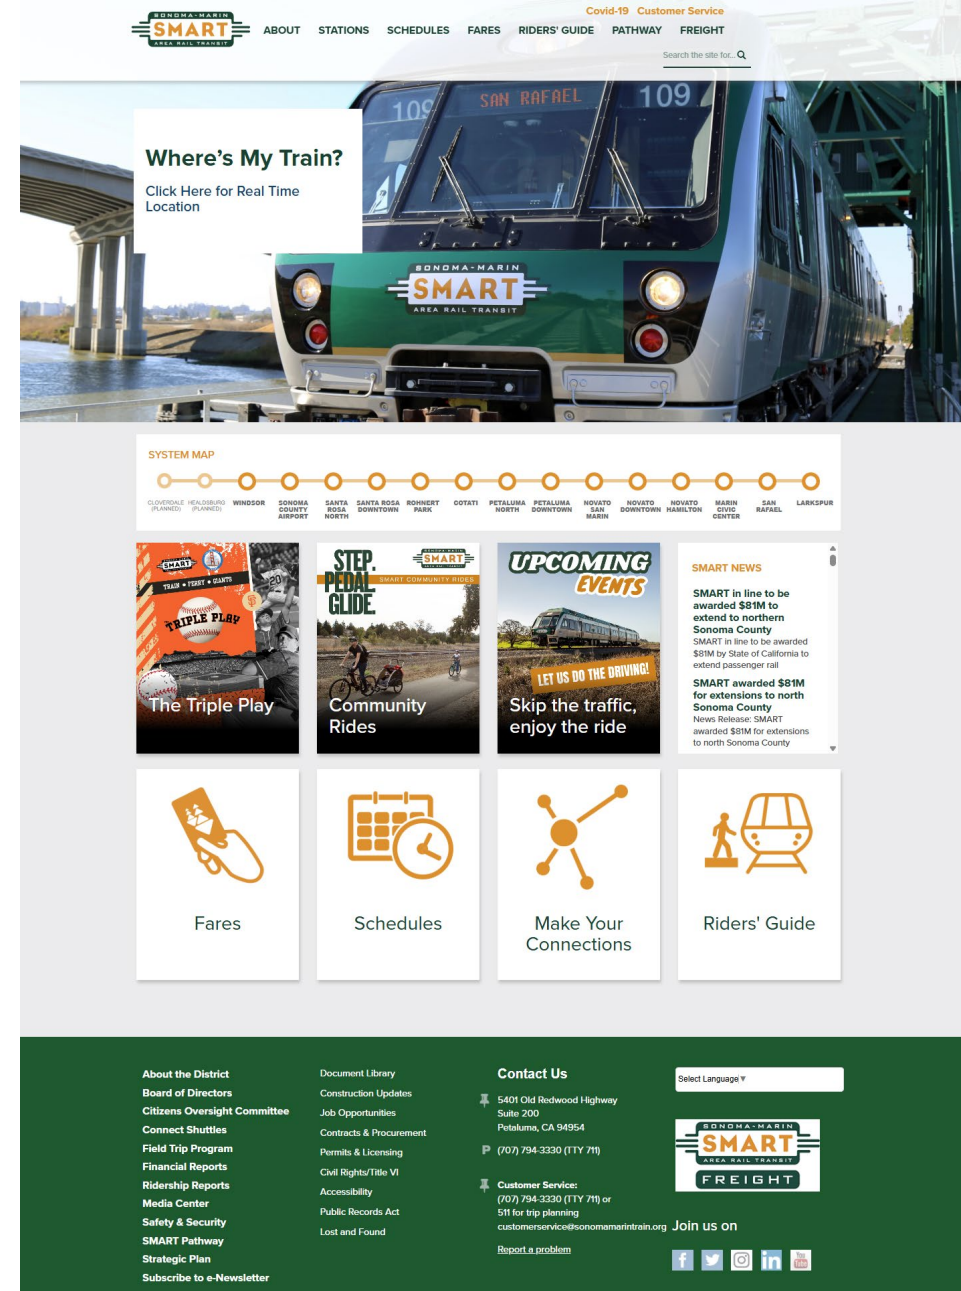 Covid-19 Customer Service
SONOMA-MARIN
SMART
AREA RAIL TRANSIT
ABOUT STATIONS SCHEDULES FARES RIDERS' GUIDE PATHWAY FREIGHT
Search the site for...
109 SAN RAFAEL 109
Where's My Train?
Click Here for Real Time
Location
SONOMA-MARIN
SMART
AREA RAIL TRANSIT
SYSTEM MAP
CLOVERDALE
(PLANNED)
HEALDSBURG
(PLANNED)
WINDSOR
SONOMA
COUNTY
AIRPORT
SANTA
ROSA
NORTH
SANTA ROSA
DOWNTOWN
ROHNERT
PARK
COTATI
PETALUMA
NORTH
PETALUMA
DOWNTOWN
NOVATO
SAN
MARIN
NOVATO
DOWNTOWN
NOVATO
HAMILTON
MARIN
CIVIC
CENTER
SAN
RAFAEL
LARKSPUR
SMART
TRAIN • FERRY • GIANTS
20
TRIPLE PLAY
The Triple Play
STEP.
PEDAL.
GLIDE.
SMART
SMART COMMUNITY RIDES
Community
Rides
UPCOMING
EVENTS
LET US DO THE DRIVING!
Skip the traffic,
enjoy the ride
SMART NEWS
SMART in line to be
awarded $81M to
extend to northern
Sonoma County
SMART in line to be awarded
$81M by State of California to
extend passenger rail
SMART awarded $81M
for extensions to north
Sonoma County
News Release: SMART
awarded $81M for extensions
to north Sonoma County
Fares
Schedules
Make Your
Connections
Riders' Guide
About the District
Board of Directors
Citizens Oversight Committee
Connect Shuttles
Field Trip Program
Financial Reports
Ridership Reports
Media Center
Safety & Security
SMART Pathway
Strategic Plan
Subscribe to e-Newsletter
Document Library
Construction Updates
Job Opportunities
Contracts & Procurement
Permits & Licensing
Civil Rights/Title VI
Accessibility
Public Records Act
Lost and Found
Contact Us
5401 Old Redwood Highway
Suite 200
Petaluma, CA 94954
P (707) 794-3330 (TTY 711)
Customer Service:
(707) 794-3330 (TTY 711) or
511 for trip planning
customerservice@sonomamarintrain.org
Report a problem
Select Language ▼
SONOMA-MARIN
SMART
AREA RAIL TRANSIT
FREIGHT
Join us on
f
in
You
Tube